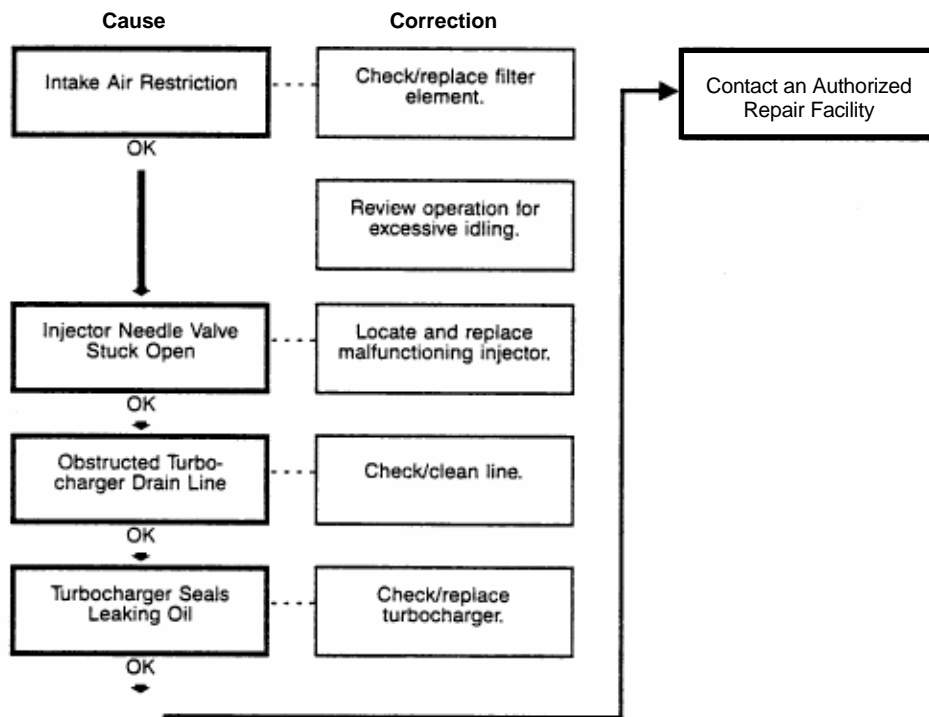 Cause
Correction
Intake Air Restriction
Check/replace filter
element.
Contact an Authorized
Repair Facility
OK
Review operation for
excessive idling.
Injector Needle Valve
Stuck Open
Locate and replace
malfunctioning injector.
OK
Obstructed Turbo-
charger Drain Line
Check/clean line.
OK
Turbocharger Seals
Leaking Oil
Check/replace
turbocharger.
OK